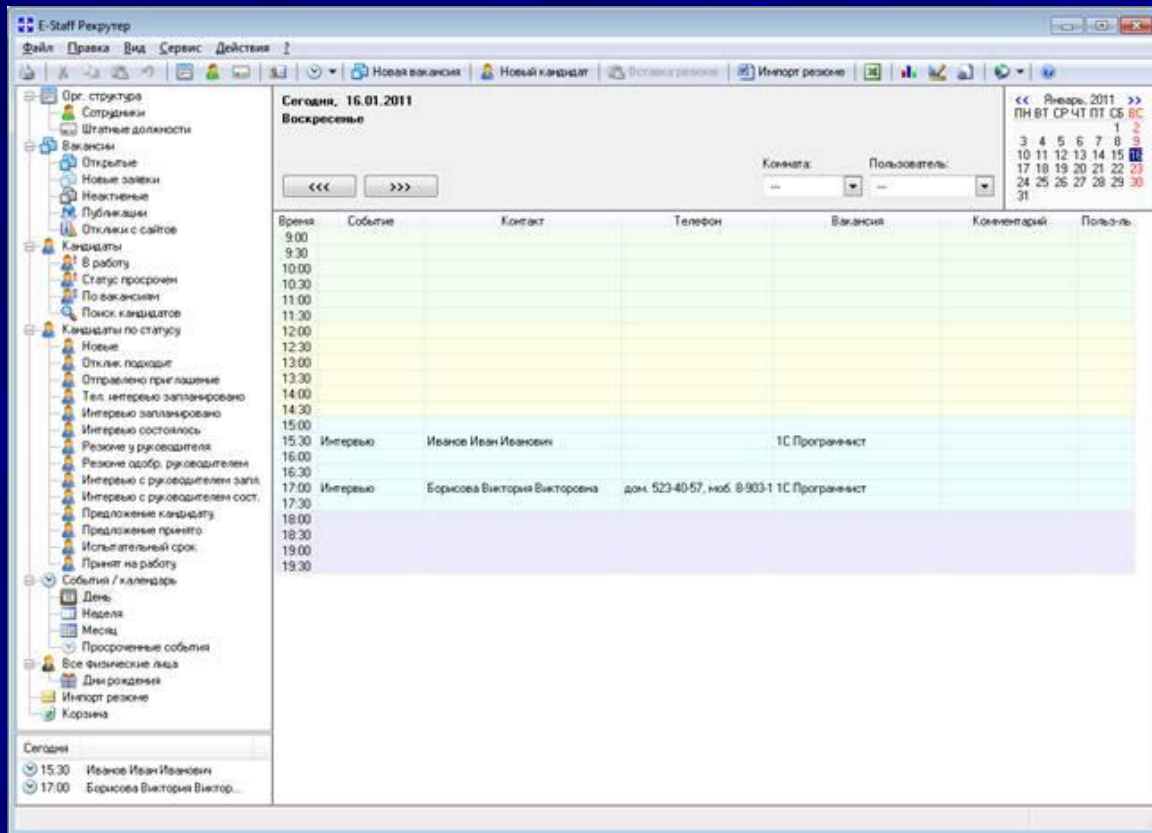 E-Staff Рекрутер
Файл Правка Вид Сервис Действия ?
Новая вакансия Новый кандидат Вставка резюме Импорт резюме
Орг. структура
Сотрудники
Штатные должности
Вакансии
Открытые
Новые заявки
Неактивные
Публикации
Отклики с сайтов
Кандидаты
В работу
Статус просрочен
По вакансиям
Поиск кандидатов
Кандидаты по статусу
Новые
Отклик подходит
Отправлено приглашение
Тел. интервью запланировано
Интервью запланировано
Интервью состоялось
Резюме у руководителя
Резюме одобр. руководителем
Интервью с руководителем запл.
Интервью с руководителем сост.
Предложение кандидату
Предложение принято
Испытательный срок
Принят на работу
События / календарь
День
Неделя
Месяц
Просроченные события
Все физические лица
Дни рождения
Импорт резюме
Корзина
Сегодня
15:30 Иванов Иван Иванович
17:00 Борисова Виктория Виктор...
Сегодня, 16.01.2011
Воскресенье
<<< >>>
Комната: Пользователь:
--- ---
<< Январь, 2011 >>
ПН ВТ СР ЧТ ПТ СБ ВС
1 2
3 4 5 6 7 8 9
10 11 12 13 14 15 16
17 18 19 20 21 22 23
24 25 26 27 28 29 30
31
Время Событие Контакт Телефон Вакансия Комментарий Польз-ль
9:00
9:30
10:00
10:30
11:00
11:30
12:00
12:30
13:00
13:30
14:00
14:30
15:00
15:30 Интервью Иванов Иван Иванович 1С Программист
16:00
16:30
17:00 Интервью Борисова Виктория Викторовна дом. 523-40-57, моб. 8-903-1 1С Программист
17:30
18:00
18:30
19:00
19:30